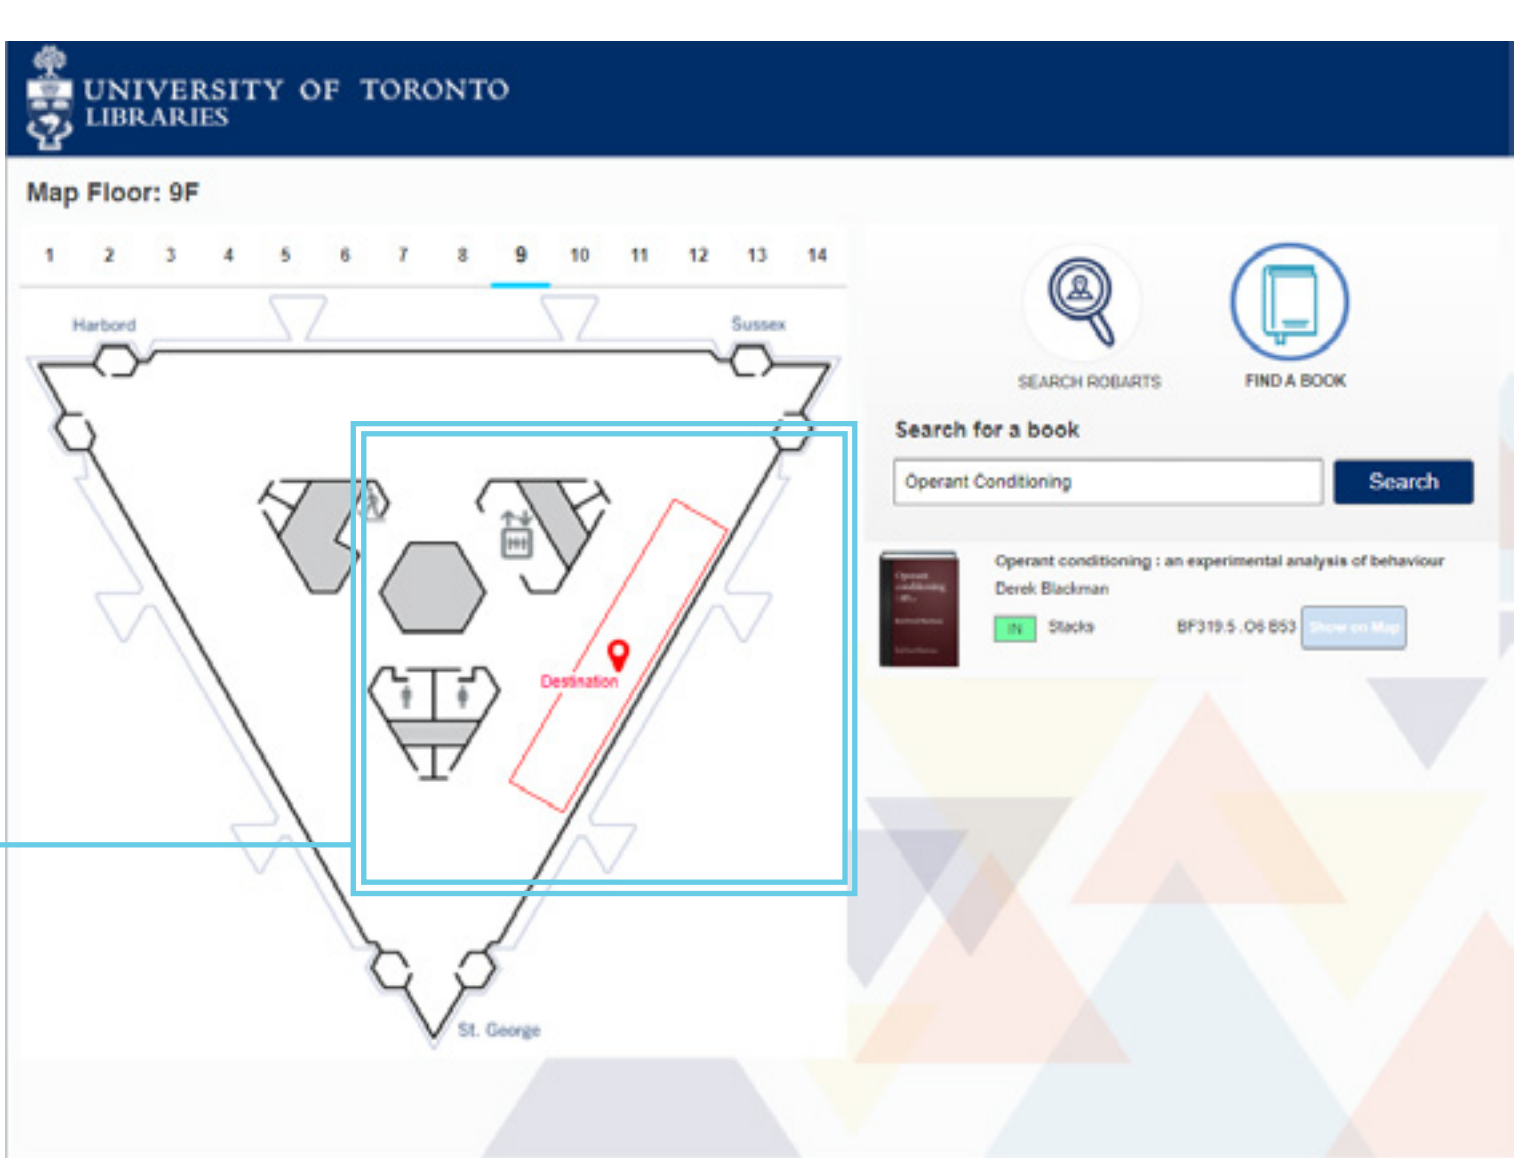 UNIVERSITY OF TORONTO
LIBRARIES
Map Floor: 9F
1 2 3 4 5 6 7 8 9 10 11 12 13 14
Harbord
Sussex
Destination
St. George
SEARCH ROBARTS
FIND A BOOK
Search for a book
Operant Conditioning
Search
Operant
conditioning
Operant conditioning : an experimental analysis of behaviour
Derek Blackman
IN Stacks BF319.5 .O6 B53 Show on Map